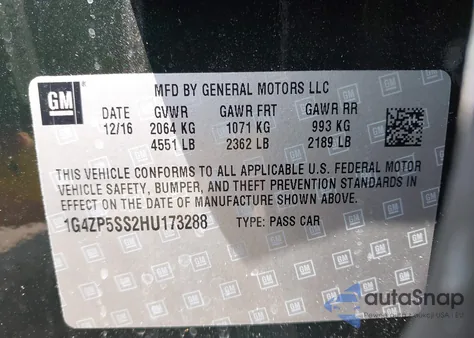 GM
MFD BY GENERAL MOTORS LLC
DATE GVWR GAWR FRT GAWR RR
12/16 2064 KG 1071 KG 993 KG
4551 LB 2362 LB 2189 LB
THIS VEHICLE CONFORMS TO ALL APPLICABLE U.S. FEDERAL MOTOR
VEHICLE SAFETY, BUMPER, AND THEFT PREVENTION STANDARDS IN
EFFECT ON THE DATE OF MANUFACTURE SHOWN ABOVE.
1G4ZP5SS2HU173288 TYPE: PASS CAR
autoSnap